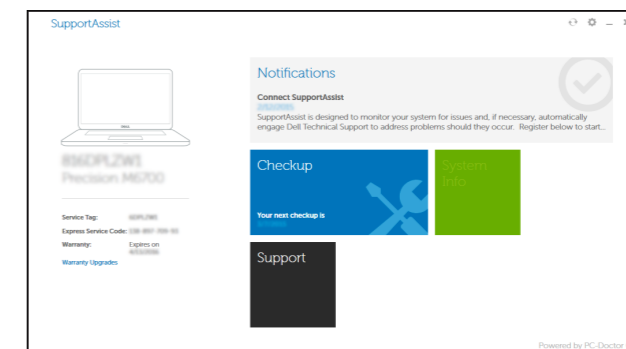 SupportAssist
Notifications
Connect SupportAssist
SupportAssist is designed to monitor your system for issues and, if necessary, automatically
engage Dell Technical Support to address problems should they occur. Register below to start...
Precision M6700
Checkup
Your next checkup is
System
Info
Service Tag:
Express Service Code:
Warranty: Expires on
Warranty Upgrades
Support
Powered by PC-Doctor